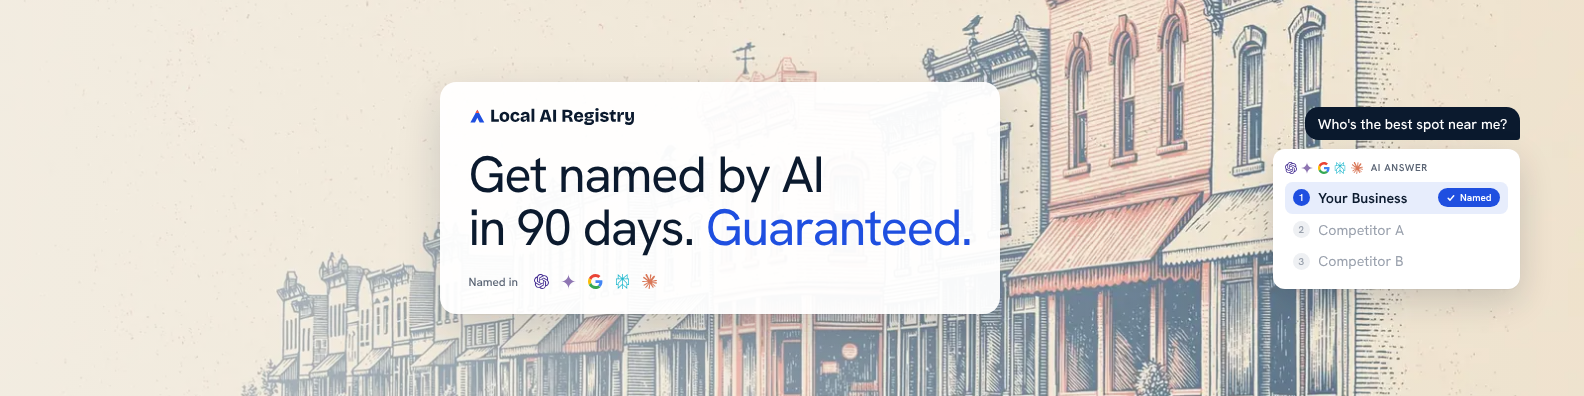 Local AI Registry
Get named by AI
in 90 days. Guaranteed.
Named in
Who's the best spot near me?
AI ANSWER
1 Your Business Named
2 Competitor A
3 Competitor B